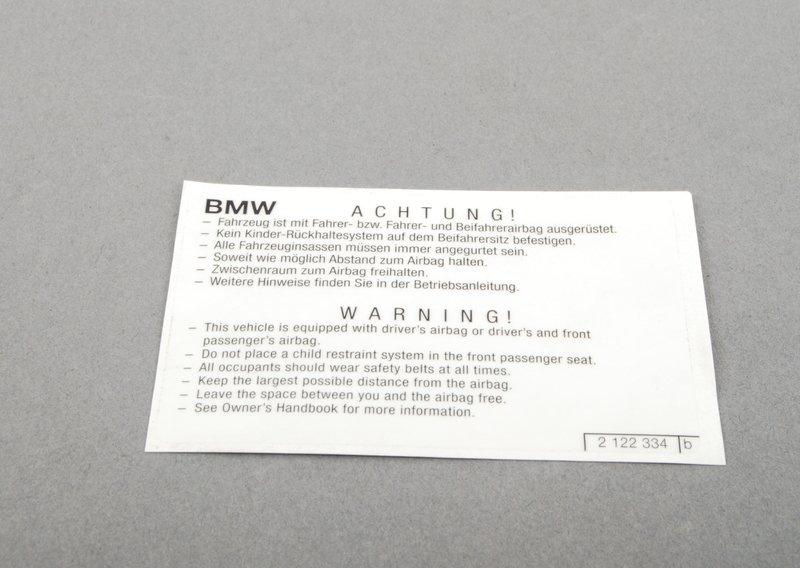 BMW ACHTUNG!
– Fahrzeug ist mit Fahrer- bzw. Fahrer- und Beifahrerairbag ausgerüstet.
– Kein Kinder-Rückhaltesystem auf dem Beifahrersitz befestigen.
– Alle Fahrzeuginsassen müssen immer angegurtet sein.
– Soweit wie möglich Abstand zum Airbag halten.
– Zwischenraum zum Airbag freihalten.
– Weitere Hinweise finden Sie in der Betriebsanleitung.
WARNING!
– This vehicle is equipped with driver's airbag or driver's and front
passenger's airbag.
– Do not place a child restraint system in the front passenger seat.
– All occupants should wear safety belts at all times.
– Keep the largest possible distance from the airbag.
– Leave the space between you and the airbag free.
– See Owner's Handbook for more information.
2 122 334 b